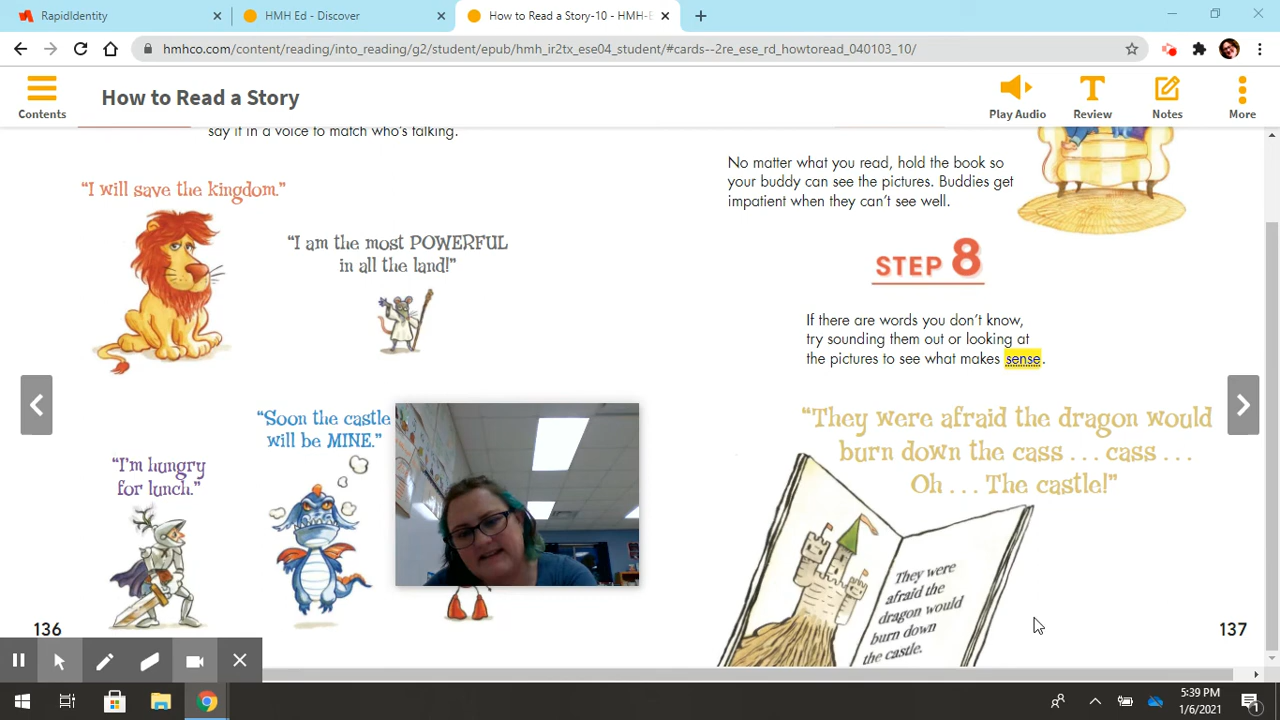 RapidIdentity
HMH Ed - Discover
How to Read a Story-10 - HMH-E
hmhco.com/content/reading/into_reading/g2/student/epub/hmh_ir2tx_ese04_student/#cards--2re_ese_rd_howtoread_040103_10/
Contents
How to Read a Story
Play Audio
Review
Notes
More
say it in a voice to match who's talking.
"I will save the kingdom."
"I am the most POWERFUL
in all the land!"
"Soon the castle
will be MINE."
"I'm hungry
for lunch."
136
No matter what you read, hold the book so
your buddy can see the pictures. Buddies get
impatient when they can't see well.
STEP 8
If there are words you don't know,
try sounding them out or looking at
the pictures to see what makes sense.
"They were afraid the dragon would
burn down the cass . . . cass . . .
Oh . . . The castle!"
They were
afraid the
dragon would
burn down
the castle.
137
5:39 PM
1/6/2021
1